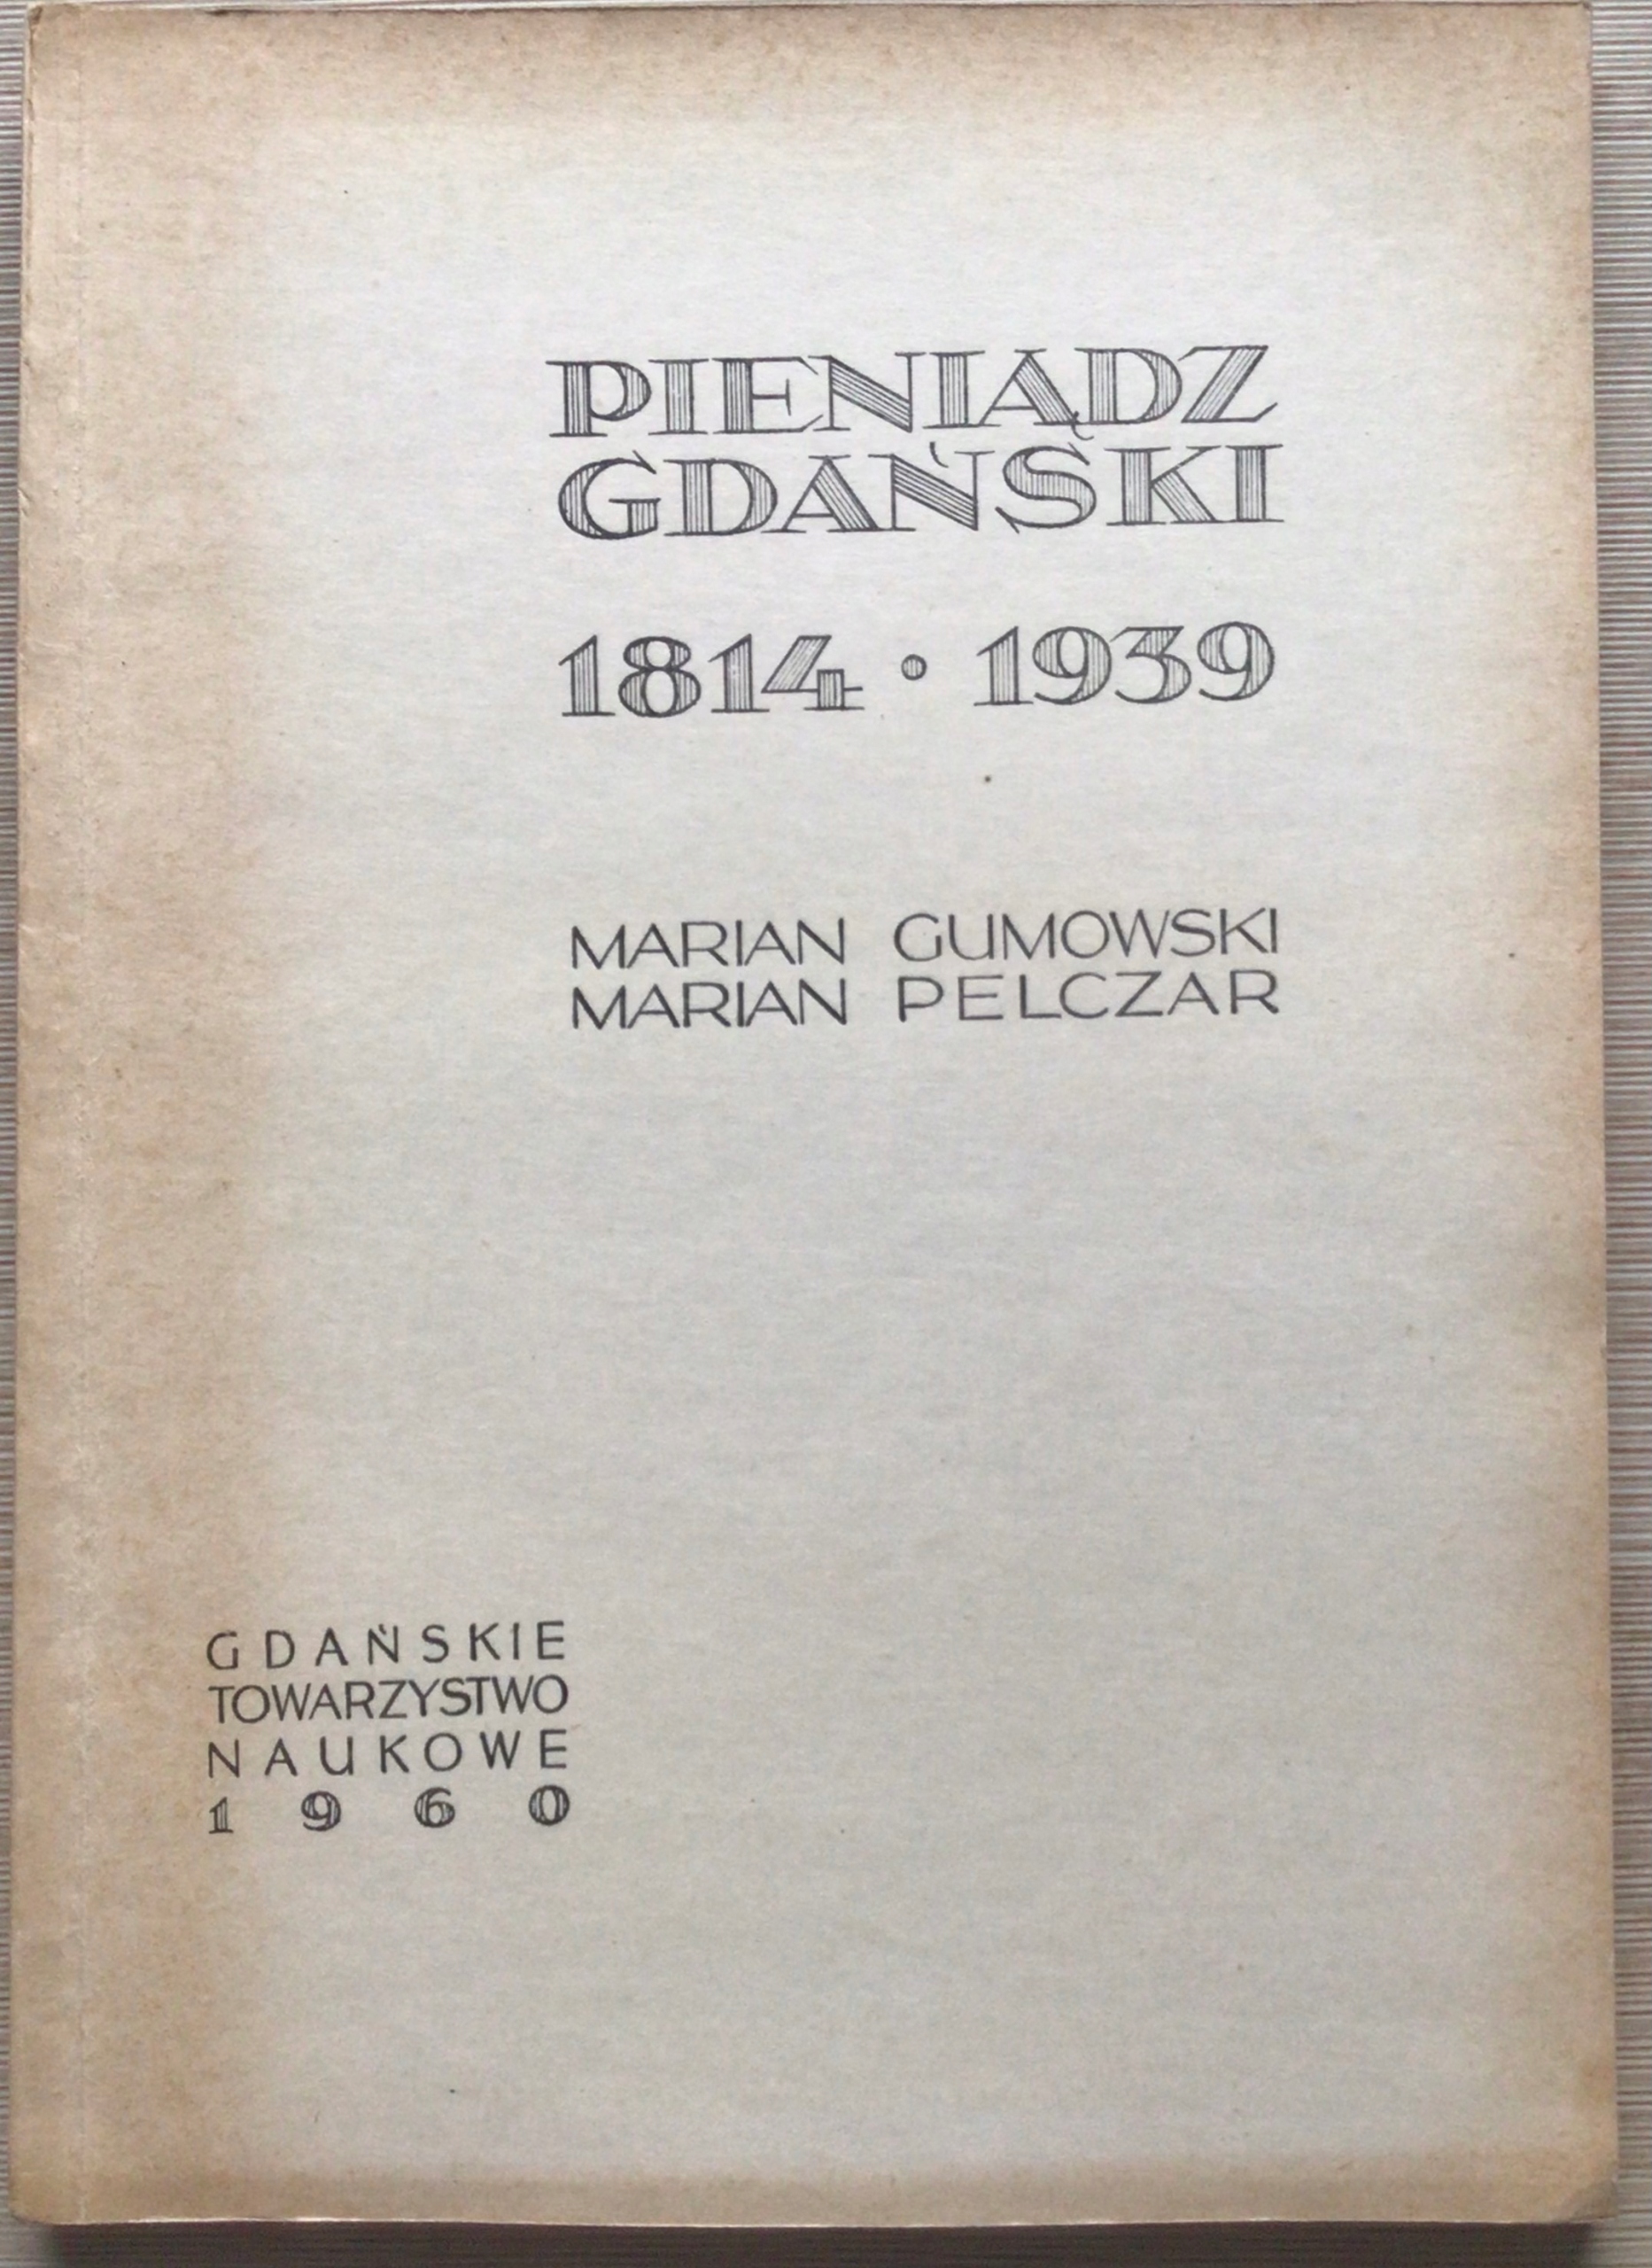 PIENIĄDZ
GDAŃSKI
1814 • 1939
MARIAN GUMOWSKI
MARIAN PELCZAR
GDAŃSKIE
TOWARZYSTWO
NAUKOWE
1960